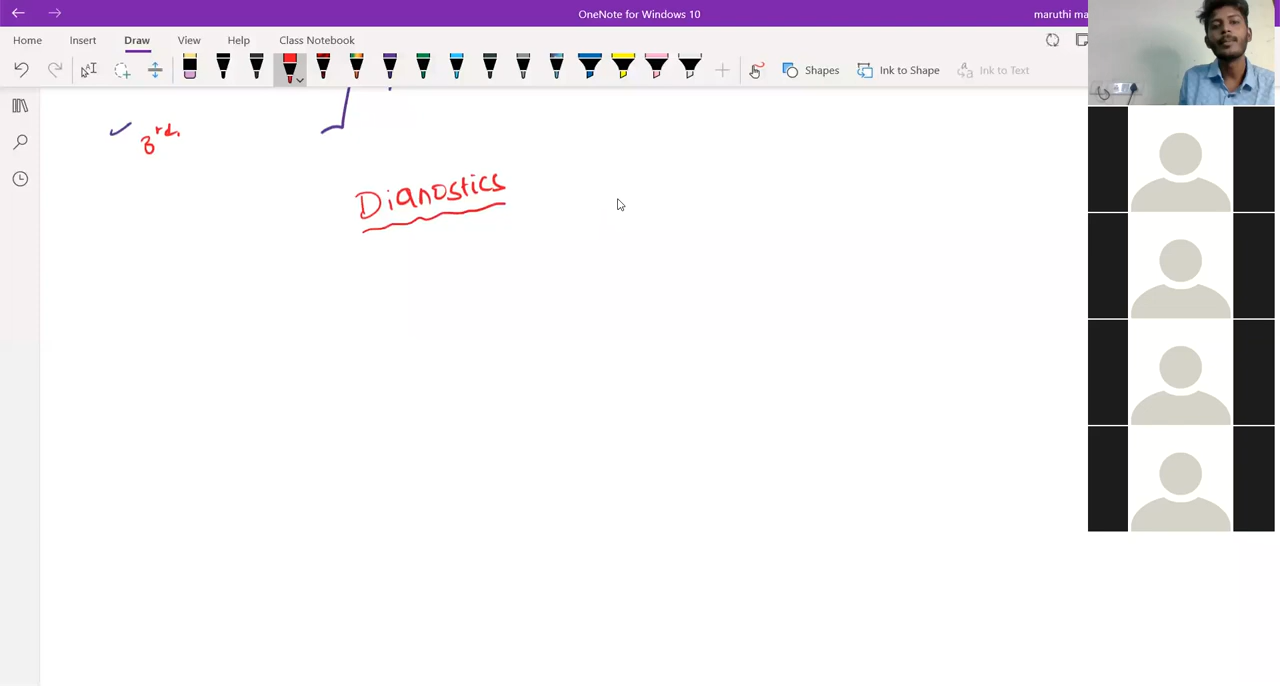 OneNote for Windows 10
maruthi ma
Home Insert Draw View Help Class Notebook
Shapes Ink to Shape Ink to Text
3rd.
Dianostics